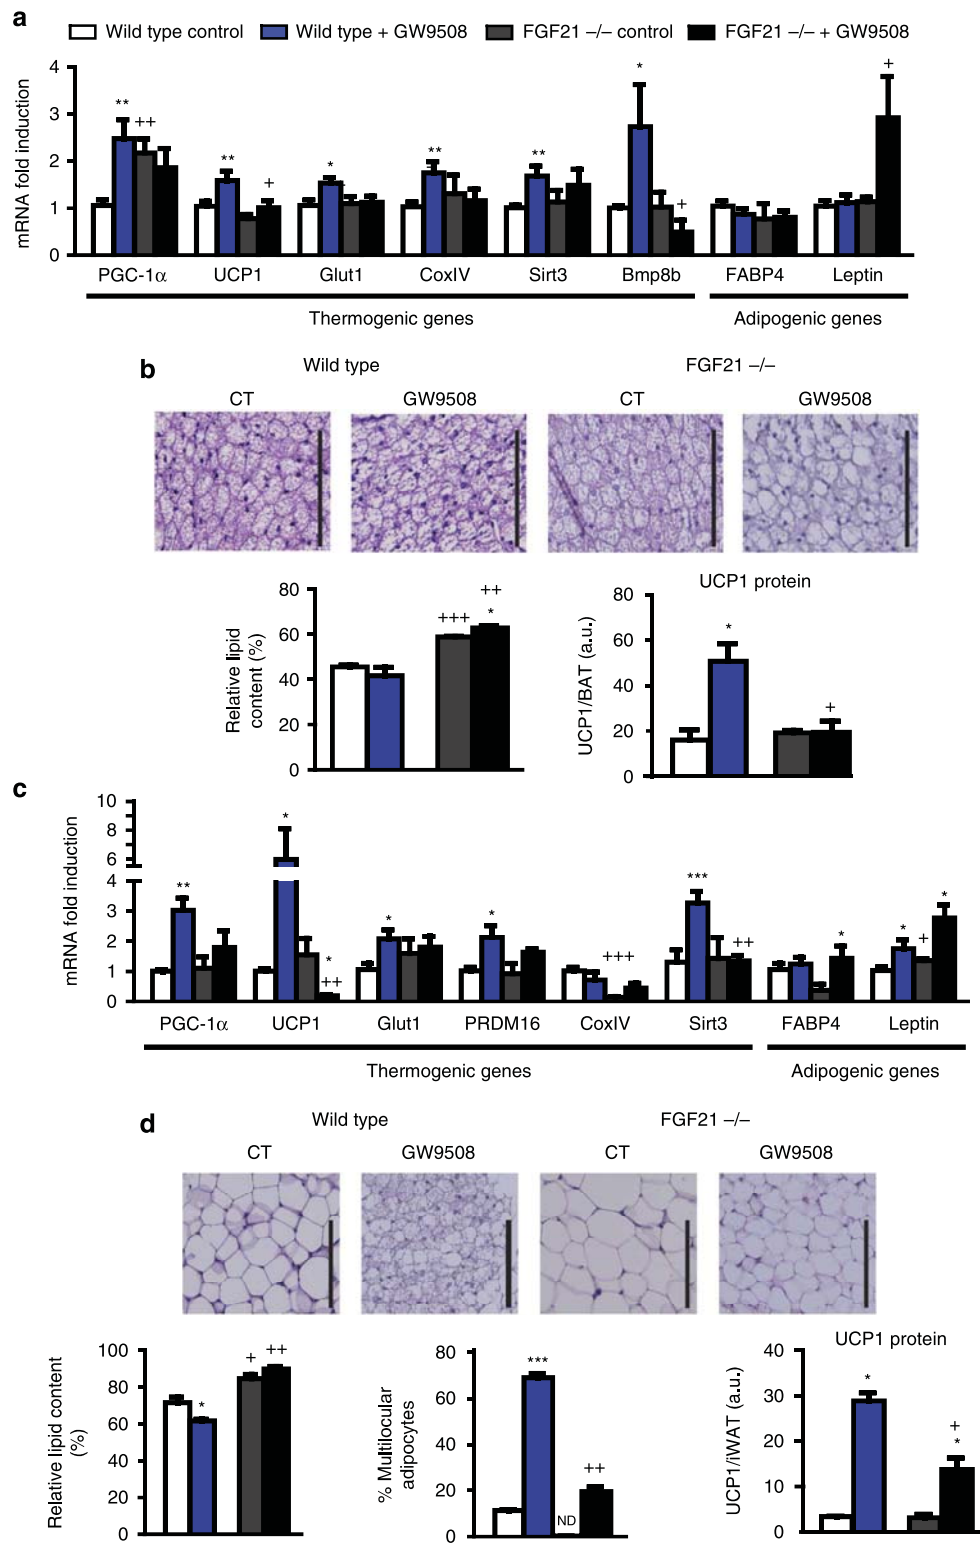 a
Wild type control Wild type + GW9508 FGF21 –/– control FGF21 –/– + GW9508
mRNA fold induction
4
3
2
1
0
** ++ ** + * ** ** * + +
PGC-1α UCP1 Glut1 CoxIV Sirt3 Bmp8b FABP4 Leptin
Thermogenic genes Adipogenic genes
b
Wild type FGF21 –/–
CT GW9508 CT GW9508
Relative lipid content (%)
80
60
40
20
0
+++ ++ *
UCP1 protein
UCP1/BAT (a.u.)
80
60
40
20
0
* +
c
mRNA fold induction
10
8
6
4
3
2
1
0
** * * ++ * * +++ *** ++ * * + *
PGC-1α UCP1 Glut1 PRDM16 CoxIV Sirt3 FABP4 Leptin
Thermogenic genes Adipogenic genes
d
Wild type FGF21 –/–
CT GW9508 CT GW9508
Relative lipid content (%)
100
80
60
40
20
0
* + ++
% Multilocular adipocytes
80
60
40
20
0
*** ND ++
UCP1 protein
UCP1/iWAT (a.u.)
40
30
20
10
0
* + *